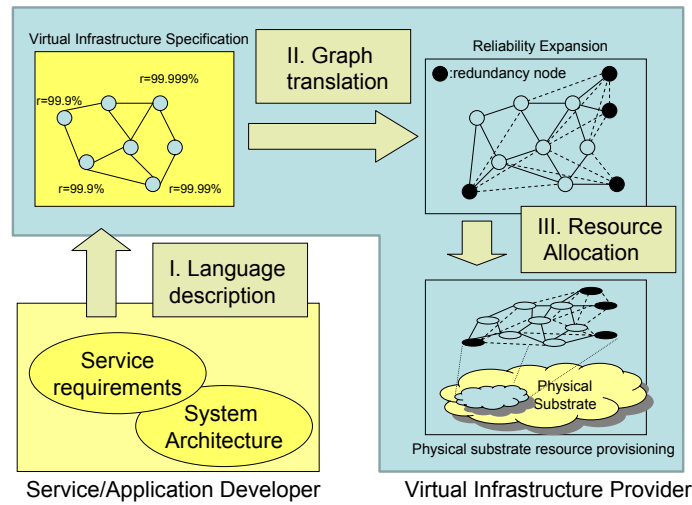 Virtual Infrastructure Specification
r=99.999%
r=99.9%
r=99.9%
r=99.99%
II. Graph
translation
Reliability Expansion
:redundancy node
I. Language
description
III. Resource
Allocation
Service
requirements
System
Architecture
Physical
Substrate
Physical substrate resource provisioning
Service/Application Developer
Virtual Infrastructure Provider